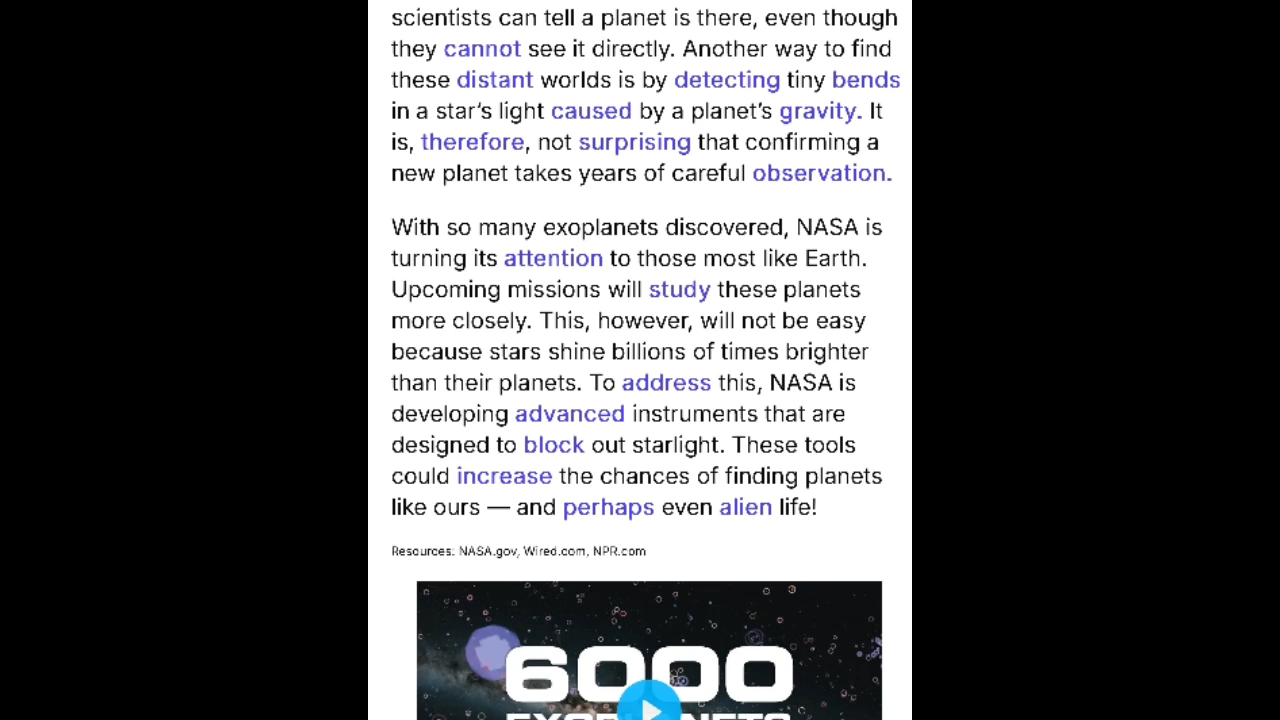 scientists can tell a planet is there, even though
they cannot see it directly. Another way to find
these distant worlds is by detecting tiny bends
in a star's light caused by a planet's gravity. It
is, therefore, not surprising that confirming a
new planet takes years of careful observation.
With so many exoplanets discovered, NASA is
turning its attention to those most like Earth.
Upcoming missions will study these planets
more closely. This, however, will not be easy
because stars shine billions of times brighter
than their planets. To address this, NASA is
developing advanced instruments that are
designed to block out starlight. These tools
could increase the chances of finding planets
like ours — and perhaps even alien life!
Resources: NASA.gov, Wired.com, NPR.com
6000